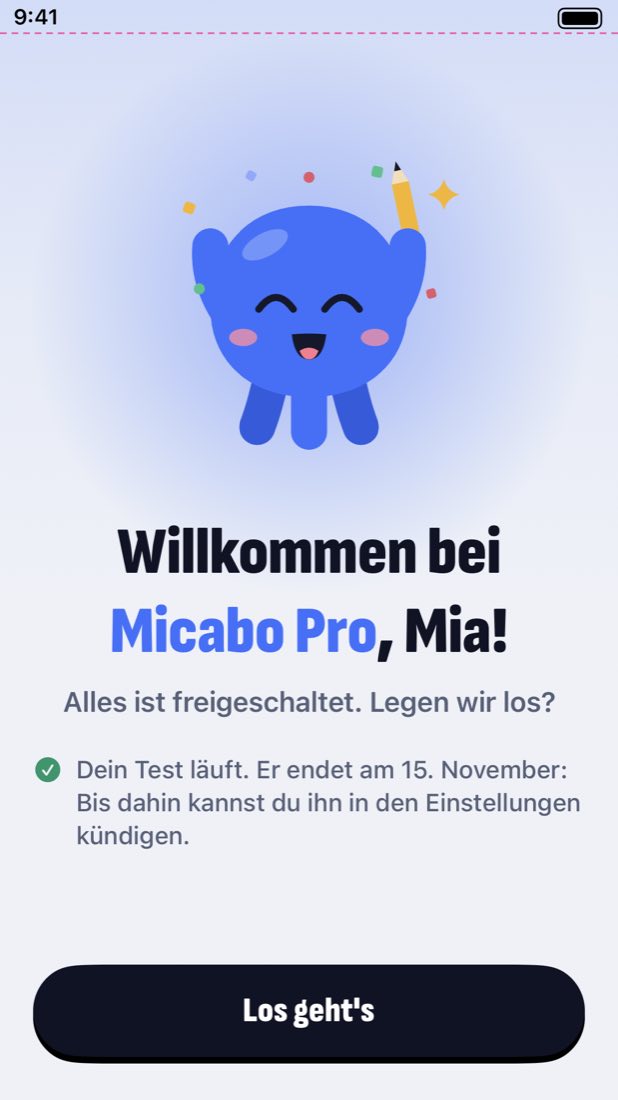 9:41
Willkommen bei
Micabo Pro, Mia!
Alles ist freigeschaltet. Legen wir los?
Dein Test läuft. Er endet am 15. November:
Bis dahin kannst du ihn in den Einstellungen
kündigen.
Los geht's